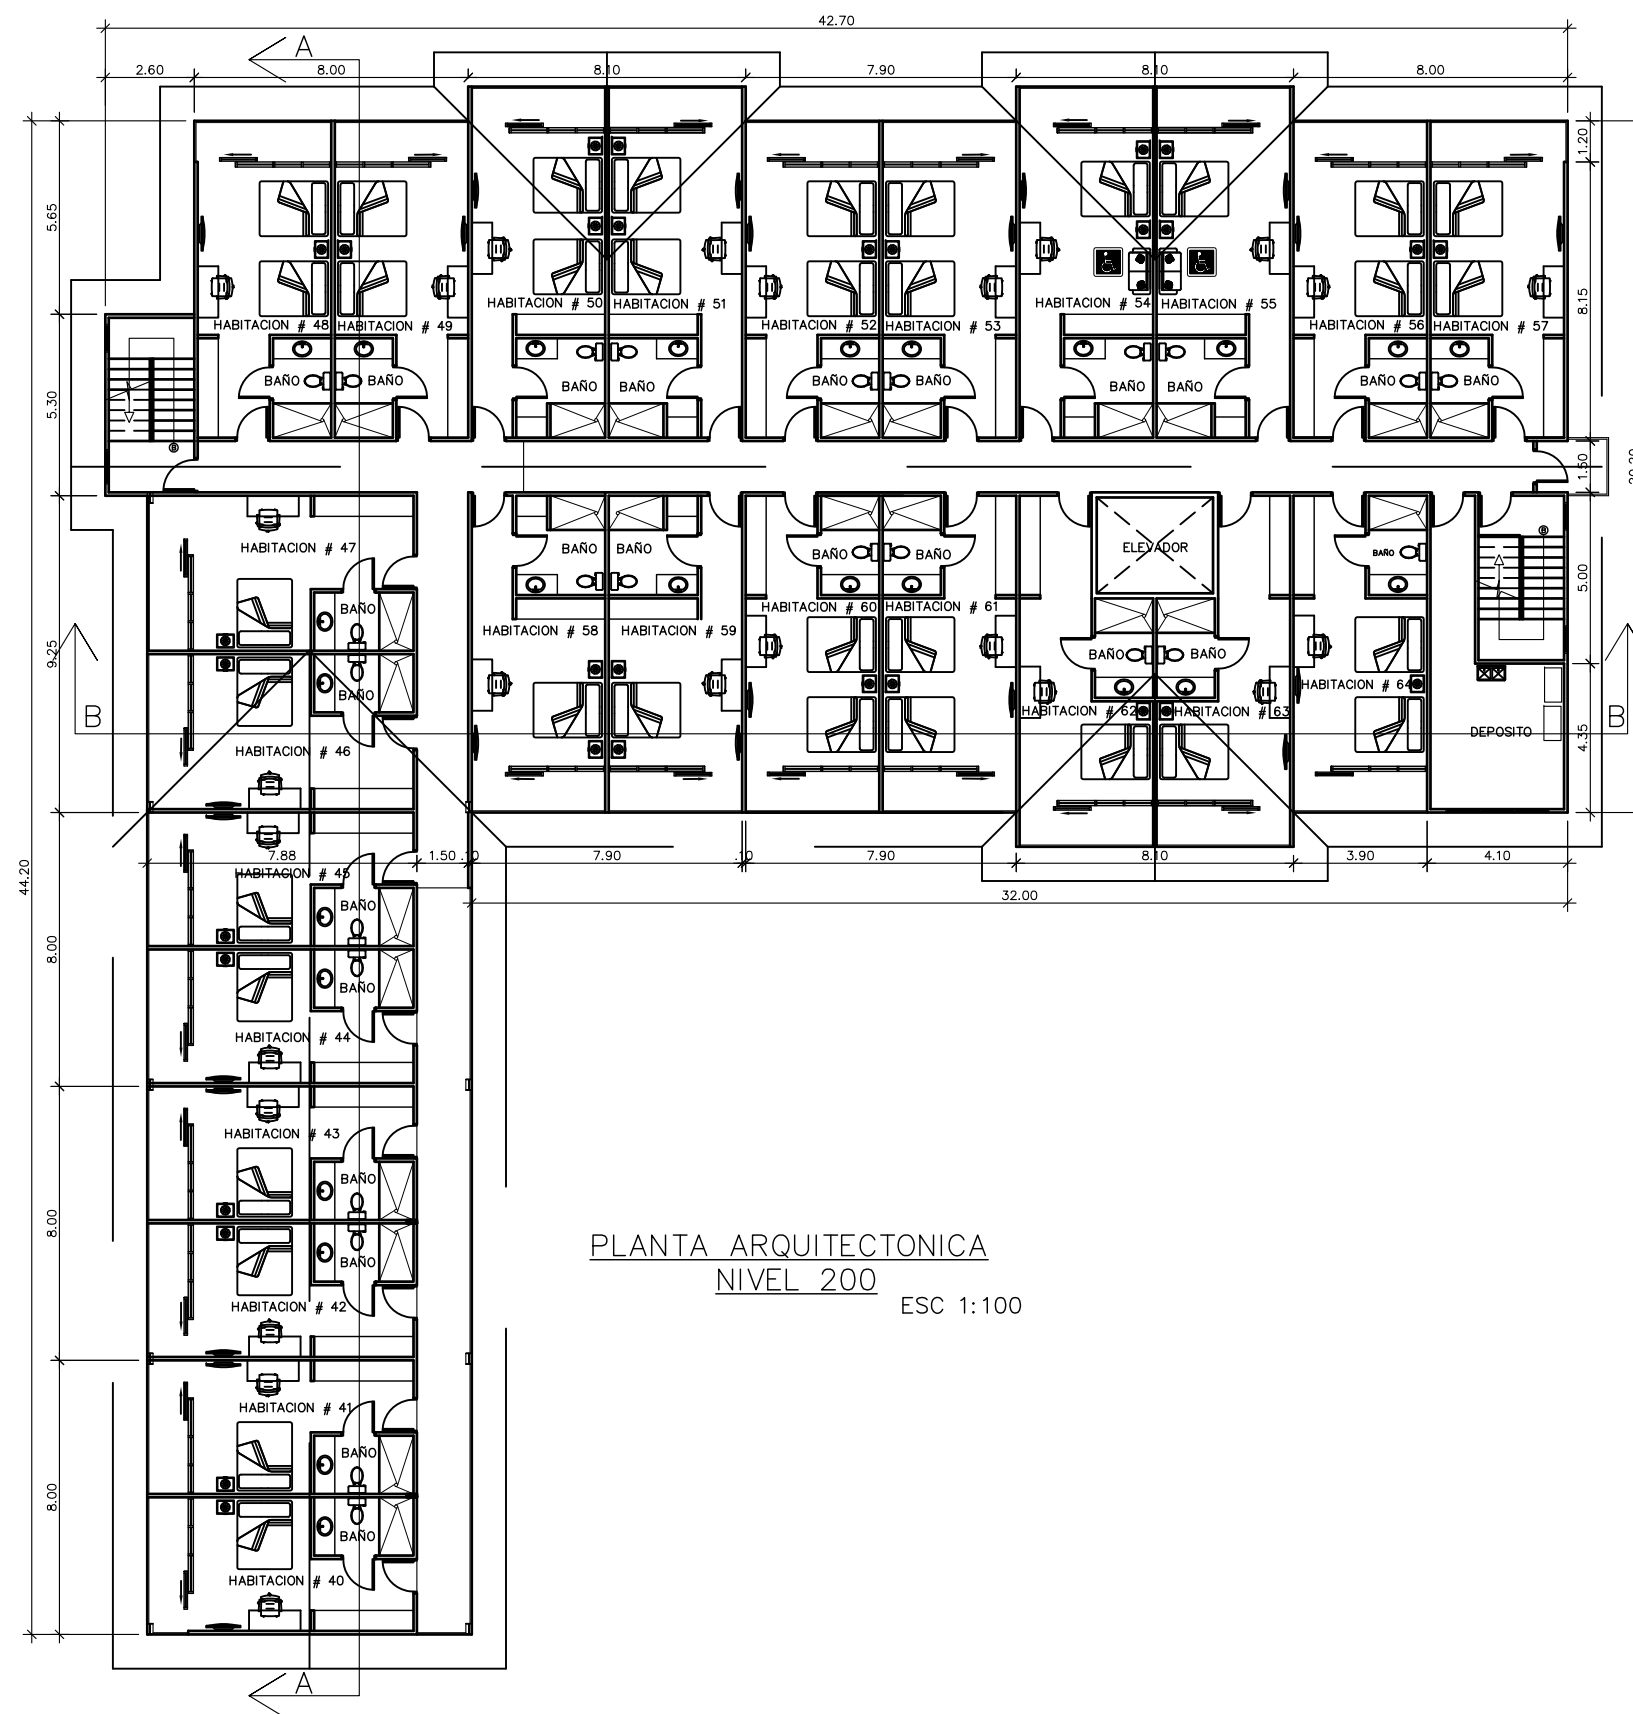 42.70
A
2.60 8.00 8.10 7.90 8.10 8.00
1.20
5.65
8.15
HABITACION # 50 HABITACION # 51
HABITACION # 54 HABITACION # 55
HABITACION # 48 HABITACION # 49
HABITACION # 52 HABITACION # 53
HABITACION # 56 HABITACION # 57
BAÑO BAÑO BAÑO BAÑO BAÑO BAÑO BAÑO BAÑO BAÑO BAÑO
5.30
1.50
HABITACION # 47
BAÑO BAÑO BAÑO BAÑO ELEVADOR BAÑO
5.00
BAÑO
HABITACION # 60 HABITACION # 61
HABITACION # 58 HABITACION # 59
9.25
BAÑO BAÑO
BAÑO
HABITACION # 64
HABITACION # 62 HABITACION # 63
B B
DEPOSITO
4.35
HABITACION # 46
7.88 1.50 .10 7.90 .10 7.90 8.10 3.90 4.10
HABITACION # 45
44.20
32.00
BAÑO
8.00
BAÑO
HABITACION # 44
HABITACION # 43
BAÑO
8.00
BAÑO
PLANTA ARQUITECTONICA
NIVEL 200
ESC 1:100
HABITACION # 42
HABITACION # 41
BAÑO
8.00
BAÑO
HABITACION # 40
A